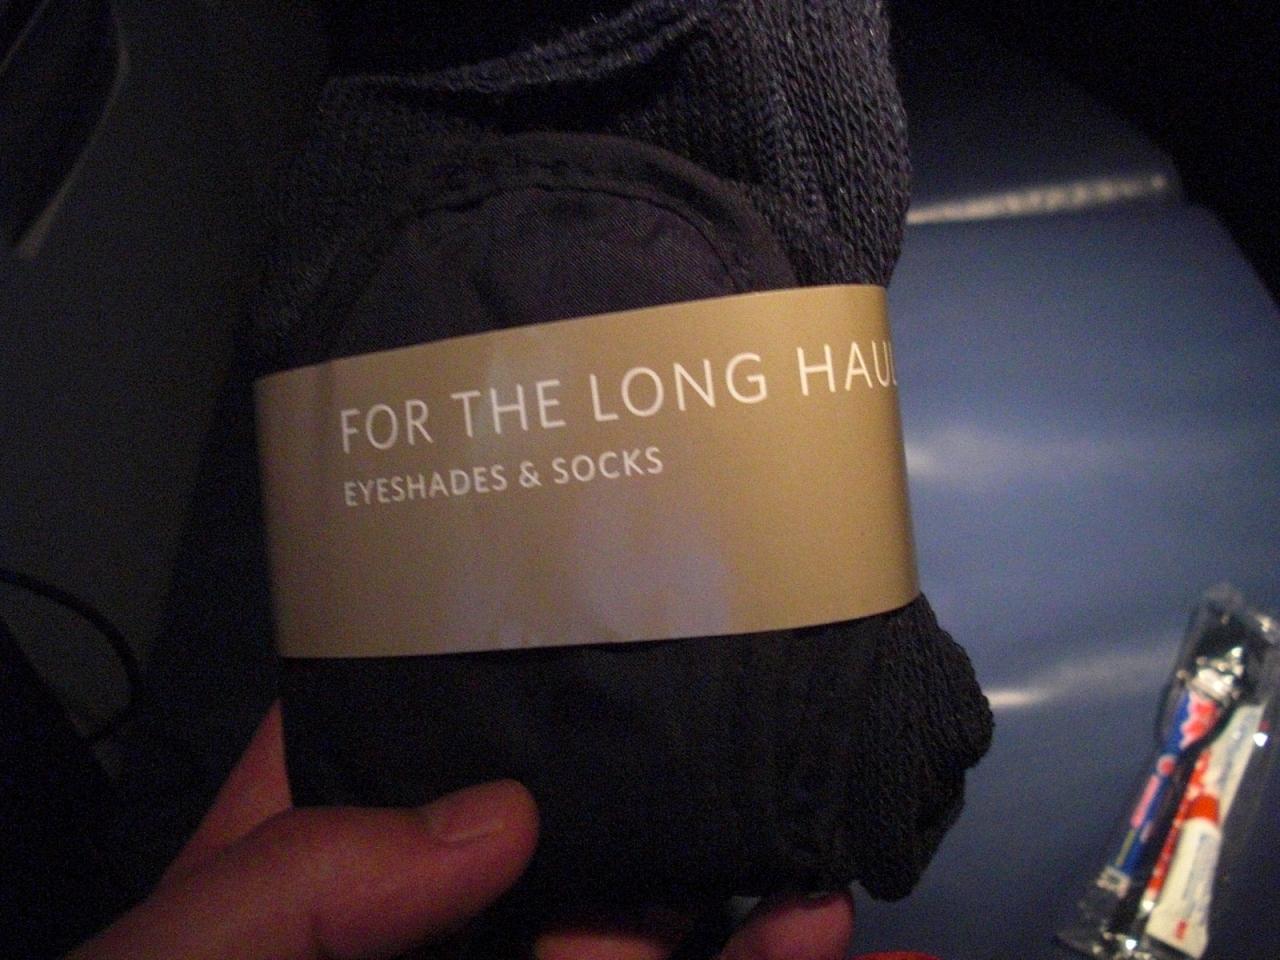 FOR THE LONG HAUL
EYESHADES & SOCKS